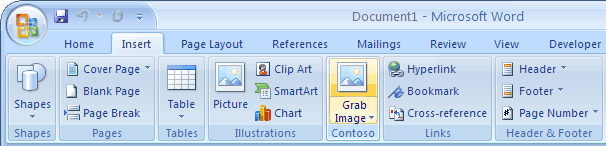 Document1 - Microsoft Word
Home Insert Page Layout References Mailings Review View Developer
Shapes
Shapes
Cover Page
Blank Page
Page Break
Pages
Table
Tables
Picture
Clip Art
SmartArt
Chart
Illustrations
Grab
Image
Contoso
Hyperlink
Bookmark
Cross-reference
Links
Header
Footer
Page Number
Header & Footer